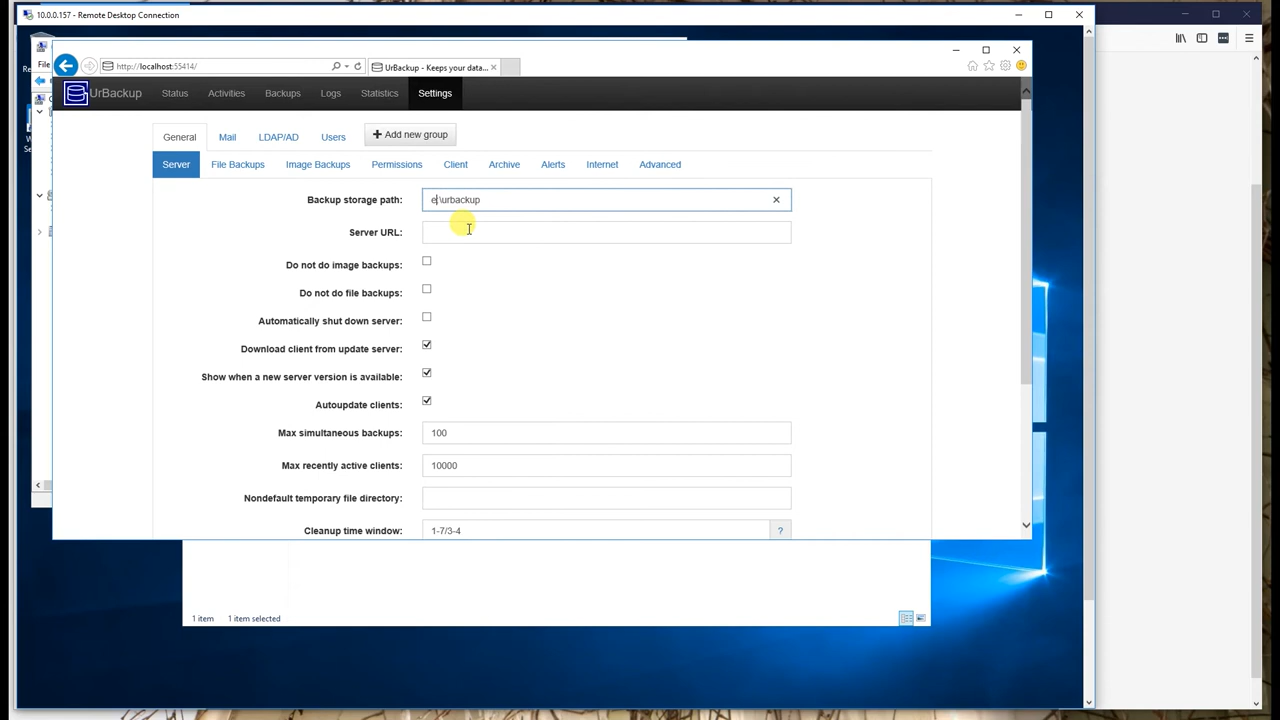 10.0.0.157 - Remote Desktop Connection
File
http://localhost:55414/
UrBackup - Keeps your data...
UrBackup
Status
Activities
Backups
Logs
Statistics
Settings
General
Mail
LDAP/AD
Users
Add new group
Server
File Backups
Image Backups
Permissions
Client
Archive
Alerts
Internet
Advanced
Backup storage path:
e:\urbackup
Server URL:
Do not do image backups:
Do not do file backups:
Automatically shut down server:
Download client from update server:
Show when a new server version is available:
Autoupdate clients:
Max simultaneous backups:
100
Max recently active clients:
10000
Nondefault temporary file directory:
Cleanup time window:
1-7/3-4
?
1 item
1 item selected